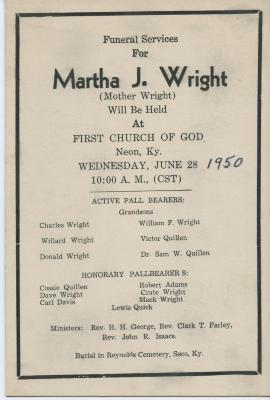 Funeral Services
For
Martha J. Wright
(Mother Wright)
Will Be Held
At
FIRST CHURCH OF GOD
Neon, Ky.
WEDNESDAY, JUNE 28 1950
10:00 A. M., (CST)
ACTIVE PALL BEARERS:
Grandsons
Charles Wright William F. Wright
Willard Wright Victor Quillen
Donald Wright Dr. Sam W. Quillen
HONORARY PALLBEARERS:
Cossie Quillen Robert Adams
Dave Wright Crate Wright
Carl Davis Mack Wright
Lewis Quick
Ministers: Rev. H. H. George, Rev. Clark T. Farley,
Rev. John R. Isaacs.
Burial in Reynolds Cemetery, Seco, Ky.